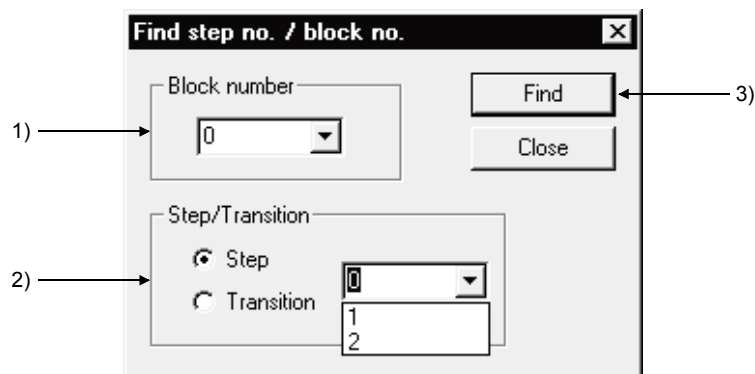 Find step no. / block no.
Block number
Find
3)
1)
0
Close
Step/Transition
Step
2)
0
Transition
1
2